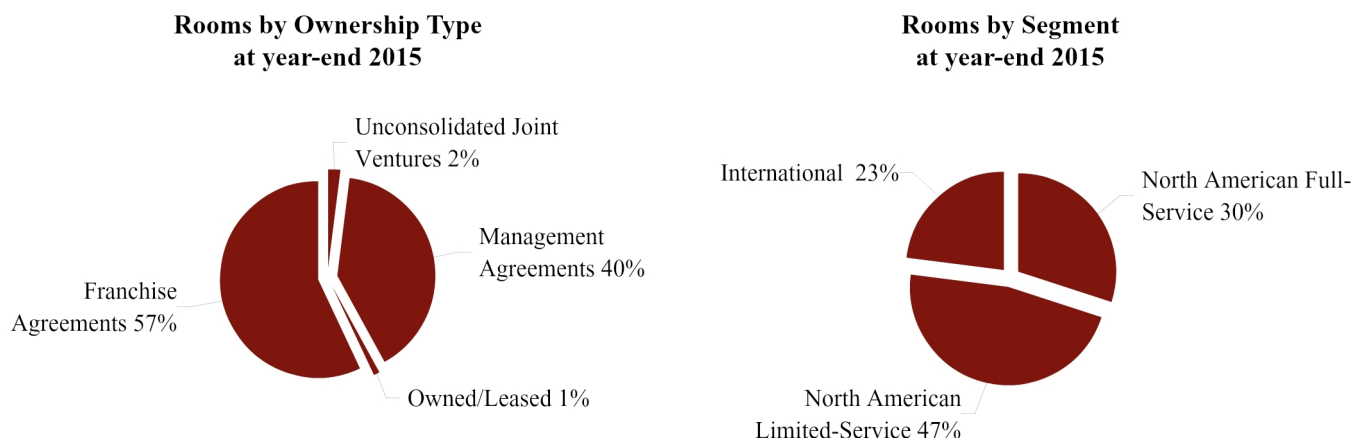 Rooms by Ownership Type
at year-end 2015
Unconsolidated Joint
Ventures 2%
Management
Agreements 40%
Franchise
Agreements 57%
Owned/Leased 1%
Rooms by Segment
at year-end 2015
International 23%
North American Full-
Service 30%
North American
Limited-Service 47%